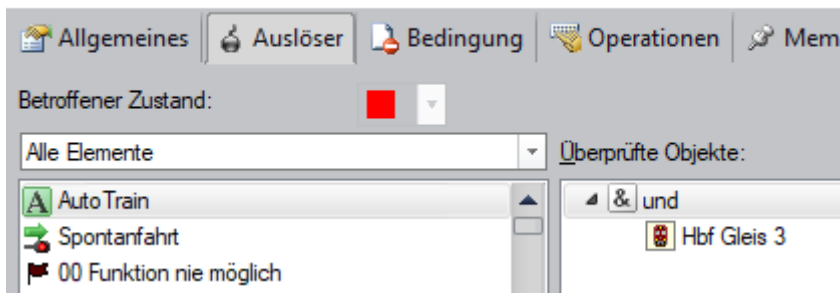 Allgemeines Auslöser Bedingung Operationen Mem
Betroffener Zustand:
Alle Elemente
Überprüfte Objekte:
A AutoTrain
& und
Spontanfahrt
Hbf Gleis 3
00 Funktion nie möglich